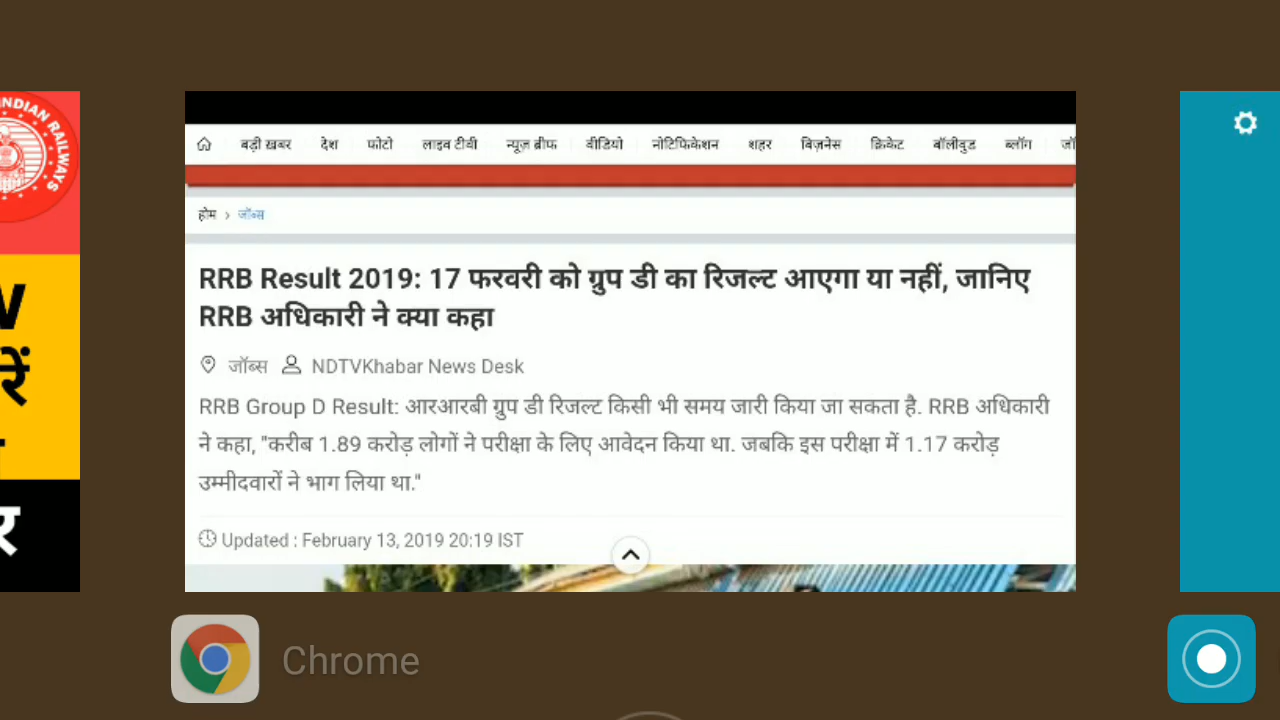 INDIAN RAILWAYS
बड़ी ख़बर देश फोटो लाइव टीवी न्यूज़ ब्रीफ वीडियो नोटिफिकेशन शहर बिज़नेस क्रिकेट बॉलीवुड ब्लॉग जॉ
होम › जॉब्स
RRB Result 2019: 17 फरवरी को ग्रुप डी का रिजल्ट आएगा या नहीं, जानिए
RRB अधिकारी ने क्या कहा
जॉब्स NDTVKhabar News Desk
RRB Group D Result: आरआरबी ग्रुप डी रिजल्ट किसी भी समय जारी किया जा सकता है. RRB अधिकारी
ने कहा, "करीब 1.89 करोड़ लोगों ने परीक्षा के लिए आवेदन किया था. जबकि इस परीक्षा में 1.17 करोड़
उम्मीदवारों ने भाग लिया था."
Updated : February 13, 2019 20:19 IST
Chrome